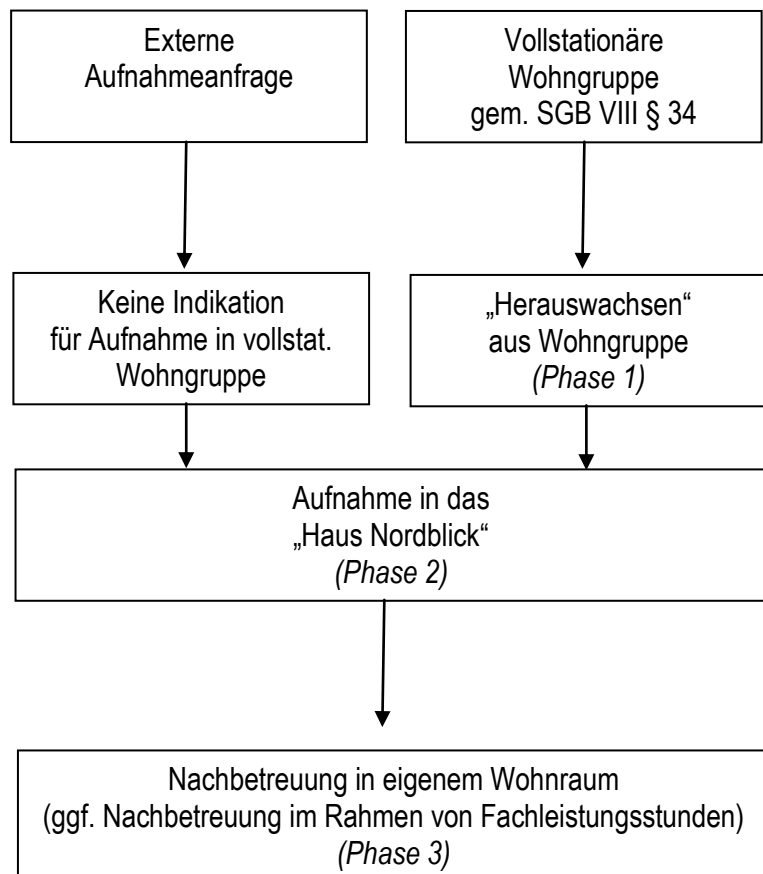 Externe
Aufnahmeanfrage
Vollstationäre
Wohngruppe
gem. SGB VIII § 34
Keine Indikation
für Aufnahme in vollstat.
Wohngruppe
„Herauswachsen“
aus Wohngruppe
(Phase 1)
Aufnahme in das
„Haus Nordblick“
(Phase 2)
Nachbetreuung in eigenem Wohnraum
(ggf. Nachbetreuung im Rahmen von Fachleistungsstunden)
(Phase 3)